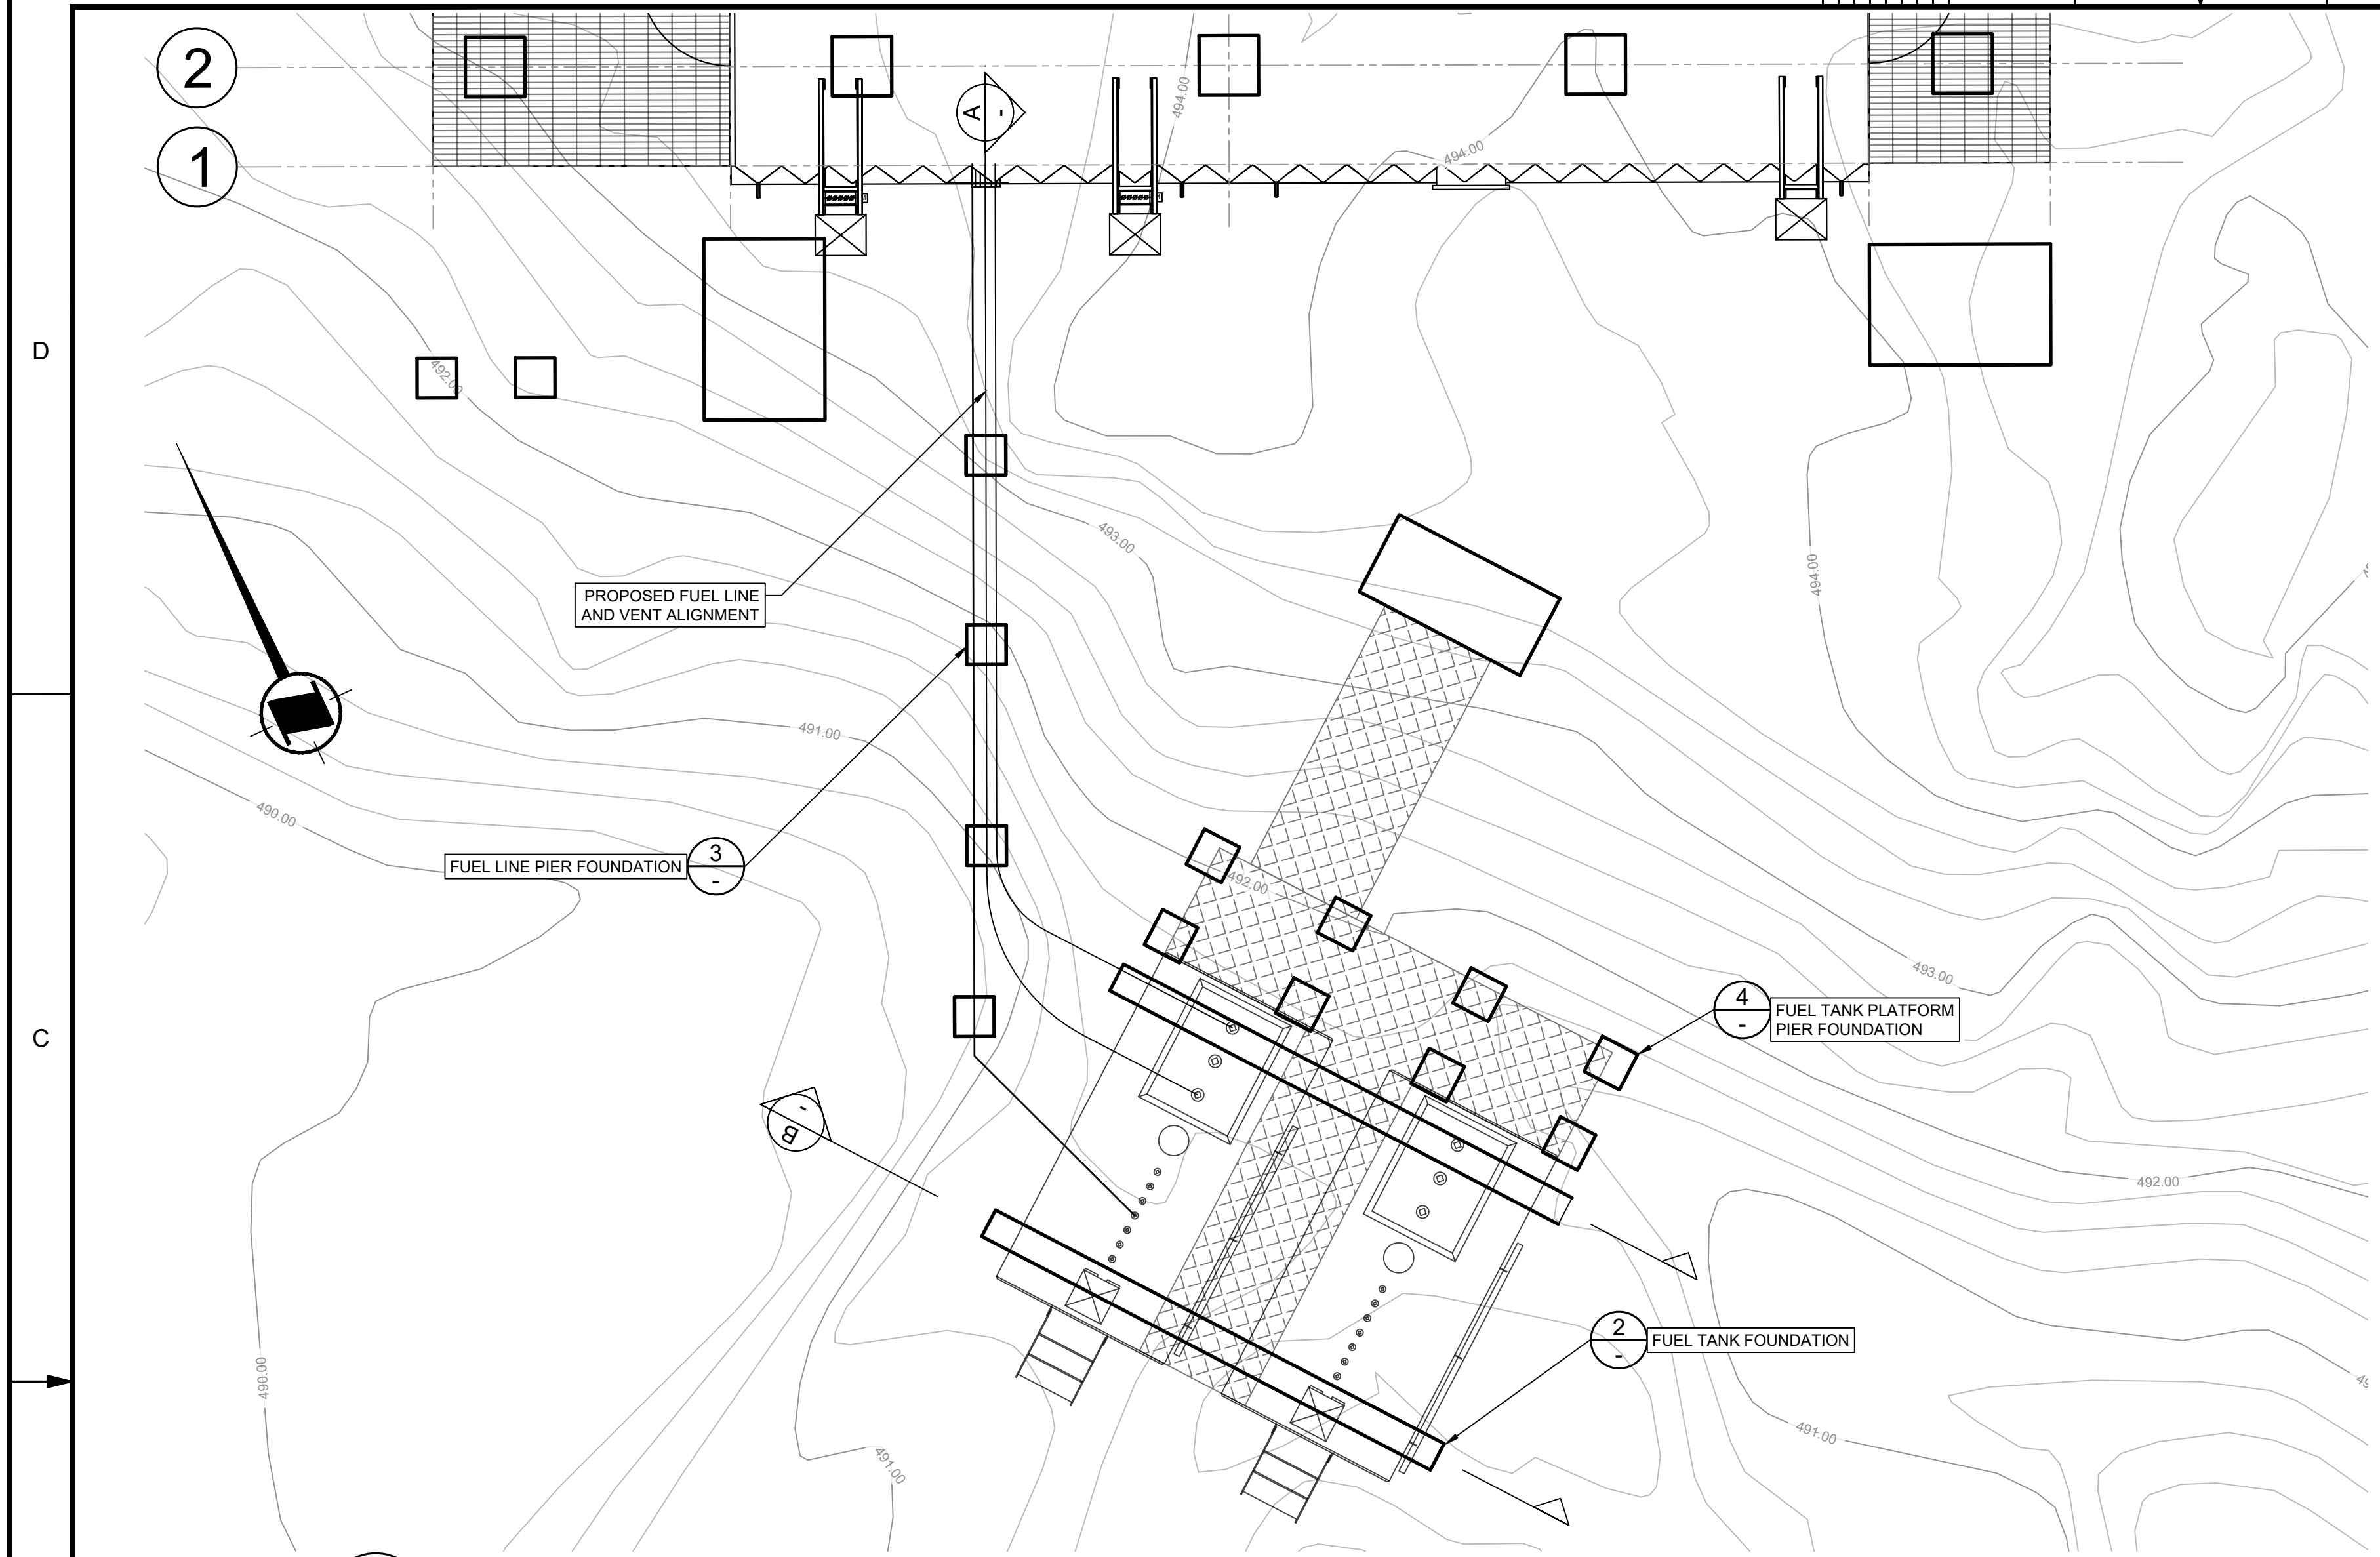 2
1
A
-
494.00
494.00
D
492.00
493.00
494.00
PROPOSED FUEL LINE
AND VENT ALIGNMENT
491.00
490.00
FUEL LINE PIER FOUNDATION
3
-
492.00
493.00
4
-
FUEL TANK PLATFORM
PIER FOUNDATION
C
B
-
492.00
2
-
FUEL TANK FOUNDATION
490.00
491.00
491.00